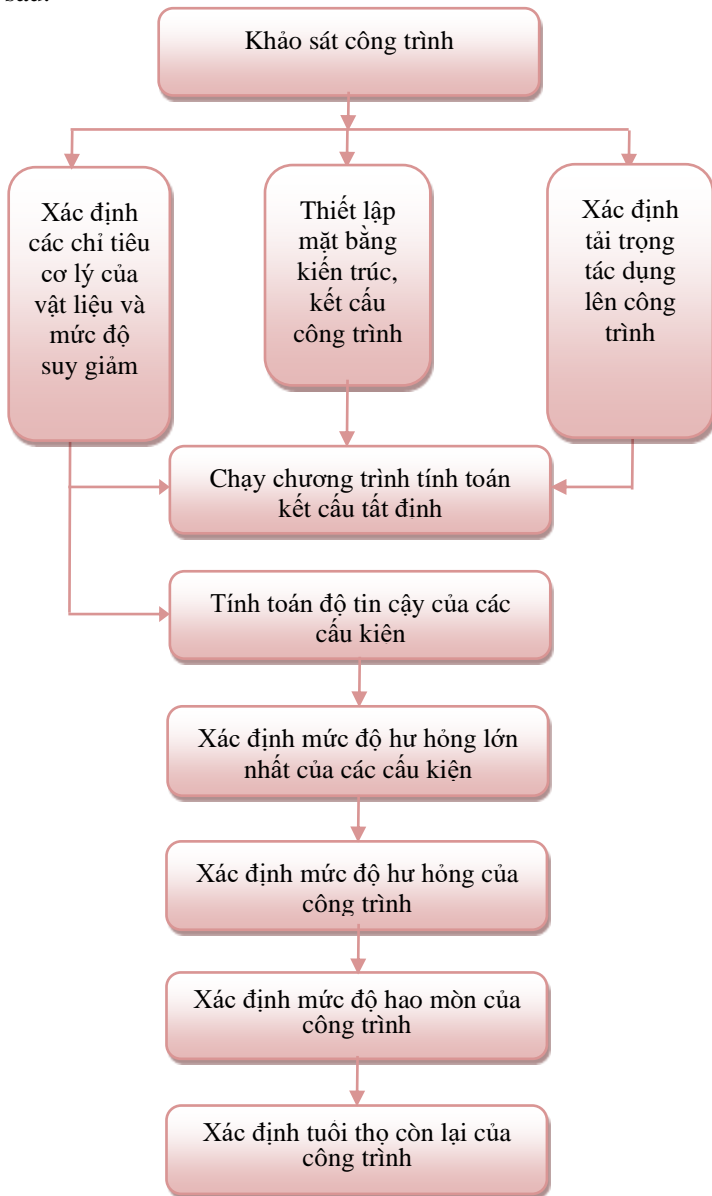 sau.
Khảo sát công trình
Xác định
các chỉ tiêu
cơ lý của
vật liệu và
mức độ
suy giảm
Thiết lập
mặt bằng
kiến trúc,
kết cấu
công trình
Xác định
tải trọng
tác dụng
lên công
trình
Chạy chương trình tính toán
kết cấu tất định
Tính toán độ tin cậy của các
cấu kiên
Xác định mức độ hư hỏng lớn
nhất của các cấu kiện
Xác định mức độ hư hỏng của
công trình
Xác định mức độ hao mòn của
công trình
Xác định tuổi thọ còn lại của
công trình